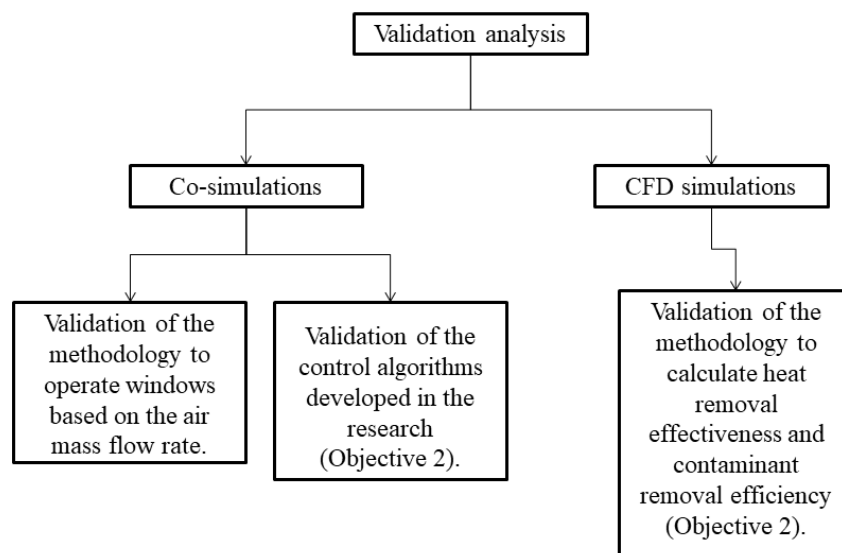 Validation analysis
Co-simulations
CFD simulations
Validation of the
methodology to
operate windows
based on the air
mass flow rate.
Validation of the
control algorithms
developed in the
research
(Objective 2).
Validation of the
methodology to
calculate heat
removal
effectiveness and
contaminant
removal efficiency
(Objective 2).